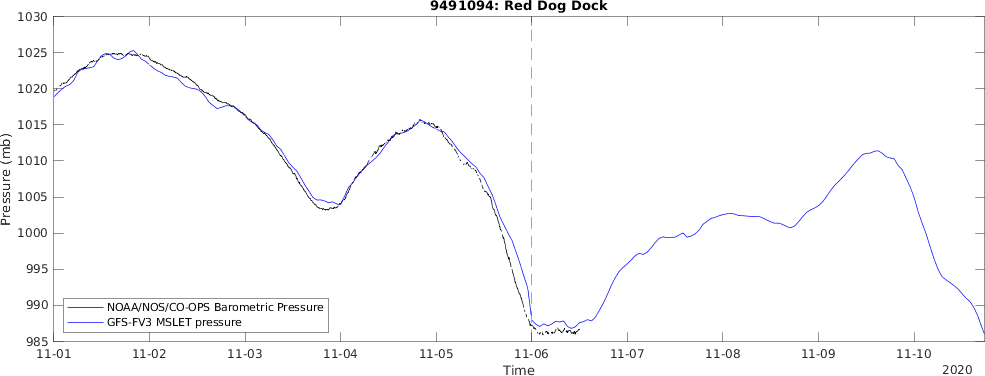 9491094: Red Dog Dock
Pressure (mb)
1030
1025
1020
1015
1010
1005
1000
995
990
985
NOAA/NOS/CO-OPS Barometric Pressure
GFS-FV3 MSLET pressure
11-01 11-02 11-03 11-04 11-05 11-06 11-07 11-08 11-09 11-10
Time
2020